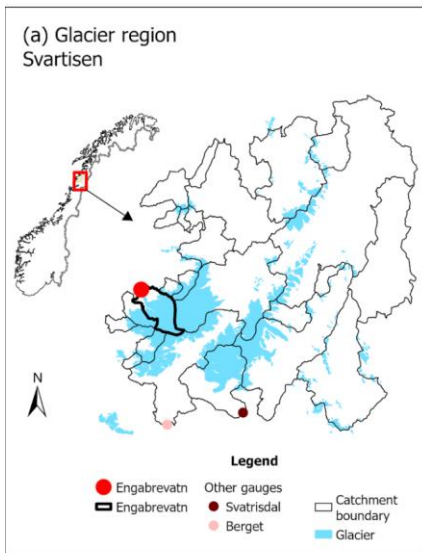 (a) Glacier region
Svartisen
N
Legend
Engabrevatn
Engabrevatn
Other gauges
Svatrisdal
Berget
Catchment
boundary
Glacier